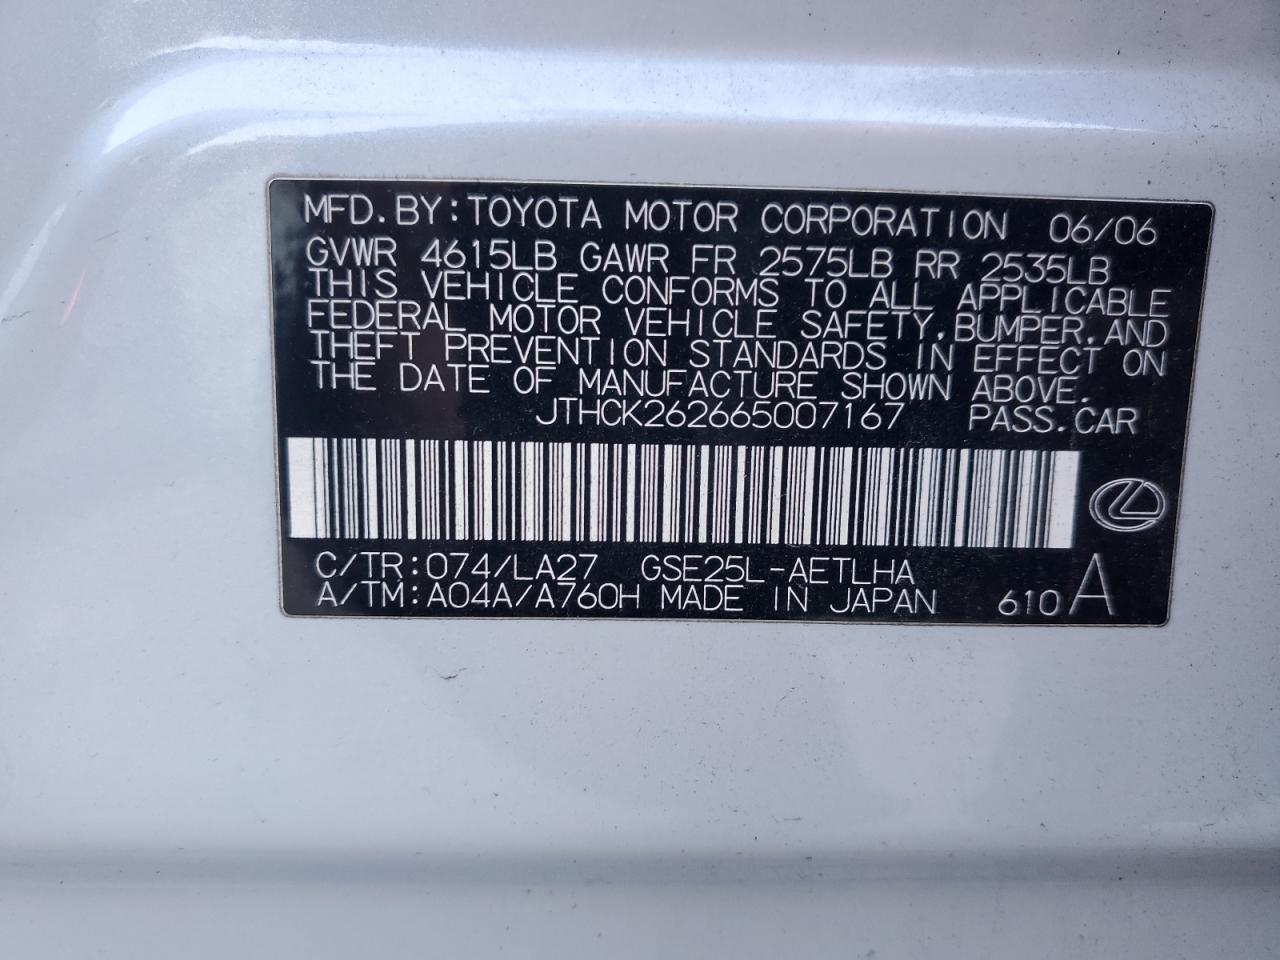 MFD.BY:TOYOTA MOTOR CORPORATION 06/06
GVWR 4615LB GAWR FR 2575LB RR 2535LB
THIS VEHICLE CONFORMS TO ALL APPLICABLE
FEDERAL MOTOR VEHICLE SAFETY,BUMPER,AND
THEFT PREVENTION STANDARDS IN EFFECT ON
THE DATE OF MANUFACTURE SHOWN ABOVE.
JTHCK262665007167 PASS.CAR
C/TR:074/LA27 GSE25L-AETLHA
A/TM:A04A/A760H MADE IN JAPAN 610 A